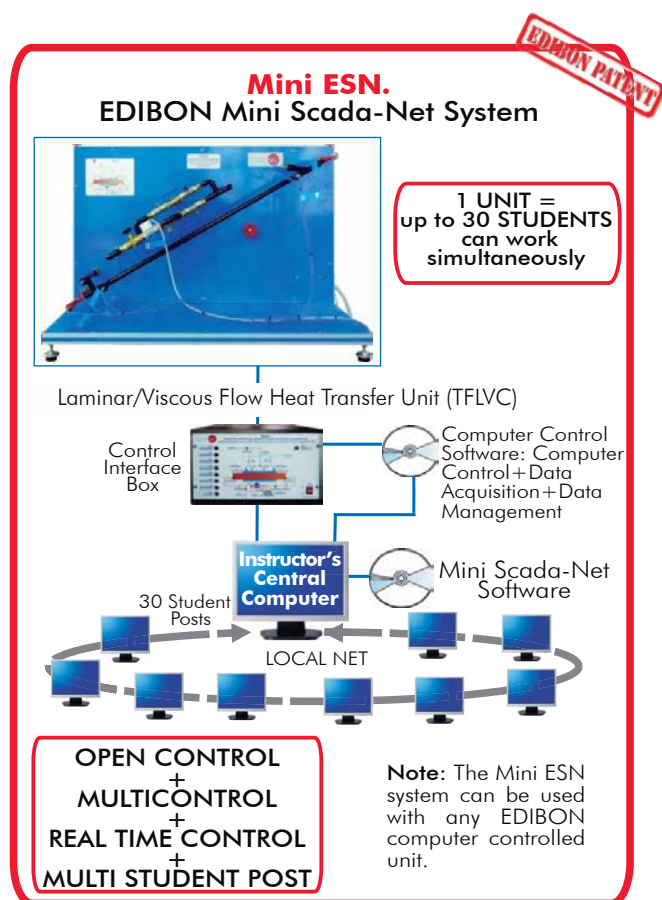 EDIBON PATENT
Mini ESN.
EDIBON Mini Scada-Net System
1 UNIT =
up to 30 STUDENTS
can work
simultaneously
Laminar/Viscous Flow Heat Transfer Unit (TFLVC)
Control
Interface
Box
Computer Control
Software: Computer
Control+Data
Acquisition+Data
Management
Instructor's
Central
Computer
Mini Scada-Net
Software
30 Student
Posts
LOCAL NET
OPEN CONTROL
+
MULTICONTROL
+
REAL TIME CONTROL
+
MULTI STUDENT POST
Note: The Mini ESN
system can be used
with any EDIBON
computer controlled
unit.